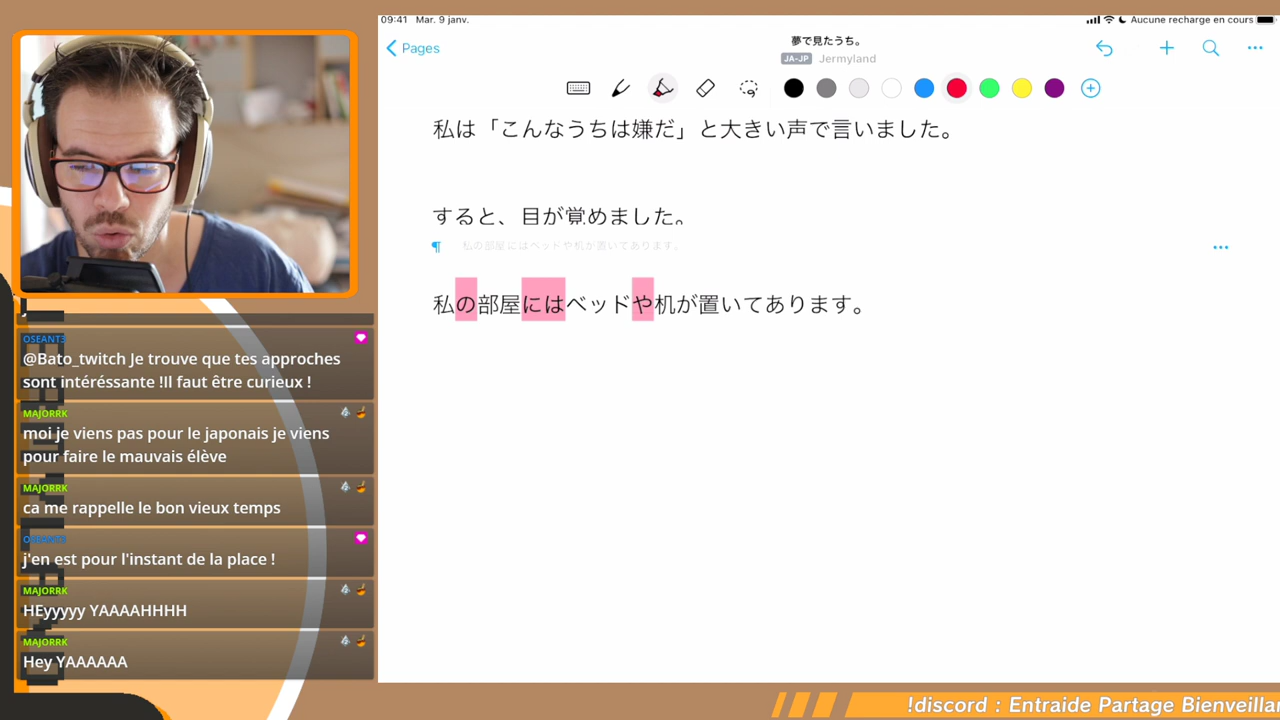 09:41 Mar. 9 janv.
Aucune recharge en cours
Pages
夢で見たうち。
JA-JP Jermyland
私は「こんなうちは嫌だ」と大きい声で言いました。
すると、目が覚めました。
¶ 私の部屋にはベッドや机が置いてあります。
私の部屋にはベッドや机が置いてあります。
OSEANT3
@Bato_twitch Je trouve que tes approches
sont intéréssante !Il faut être curieux !
MAJORRK
moi je viens pas pour le japonais je viens
pour faire le mauvais élève
MAJORRK
ca me rappelle le bon vieux temps
OSEANT3
j'en est pour l'instant de la place !
MAJORRK
HEyyyyy YAAAAHHHH
MAJORRK
Hey YAAAAAA
!discord : Entraide Partage Bienveillan